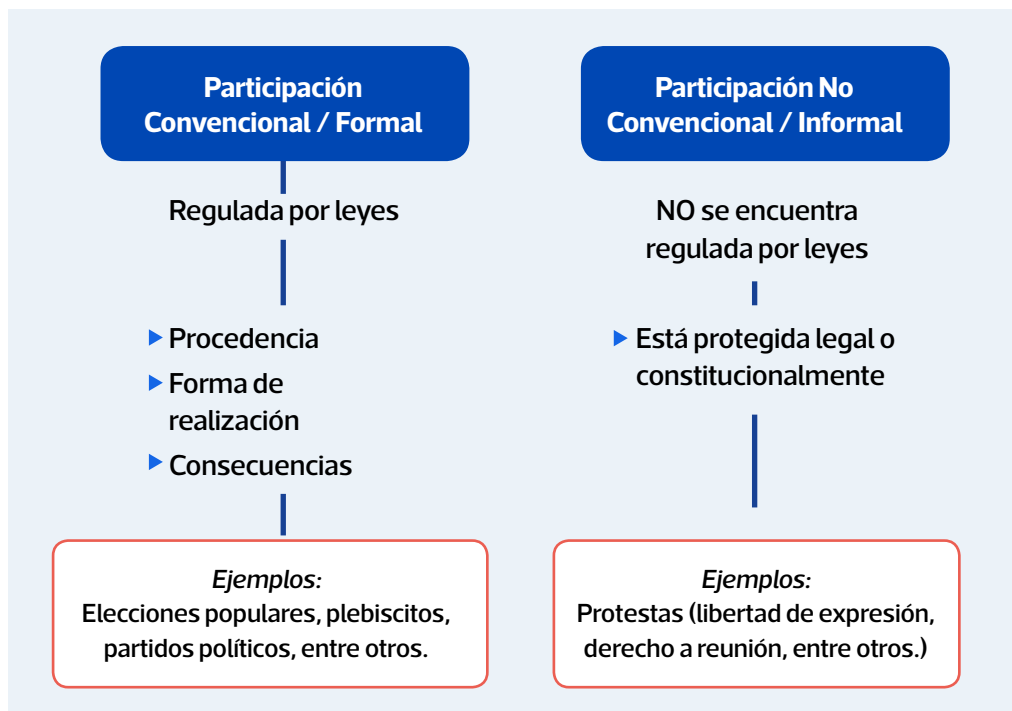 Participación
Convencional / Formal
Regulada por leyes
Procedencia
Forma de
realización
Consecuencias
Ejemplos:
Elecciones populares, plebiscitos,
partidos políticos, entre otros.
Participación No
Convencional / Informal
NO se encuentra
regulada por leyes
Está protegida legal o
constitucionalmente
Ejemplos:
Protestas (libertad de expresión,
derecho a reunión, entre otros.)